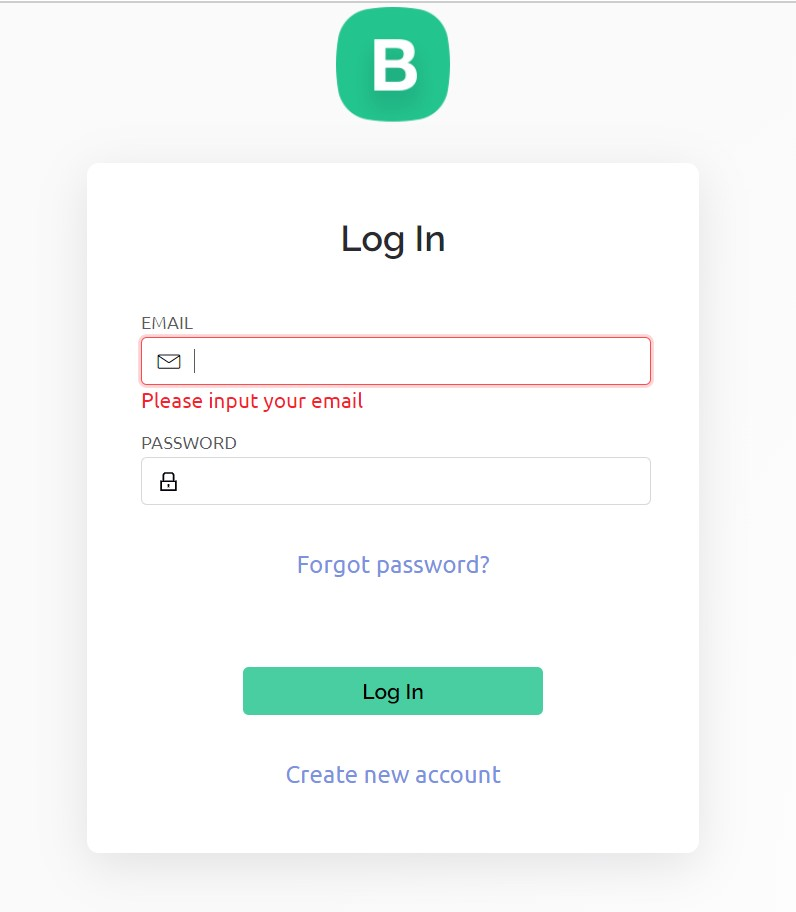 B
Log In
EMAIL
Please input your email
PASSWORD
Forgot password?
Log In
Create new account